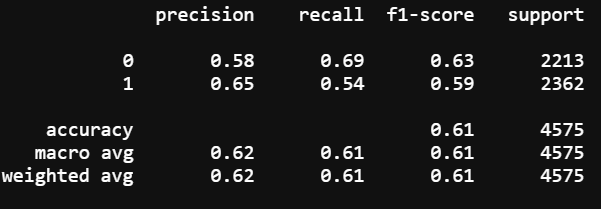 precision recall f1-score support
0 0.58 0.69 0.63 2213
1 0.65 0.54 0.59 2362
accuracy 0.61 4575
macro avg 0.62 0.61 0.61 4575
weighted avg 0.62 0.61 0.61 4575